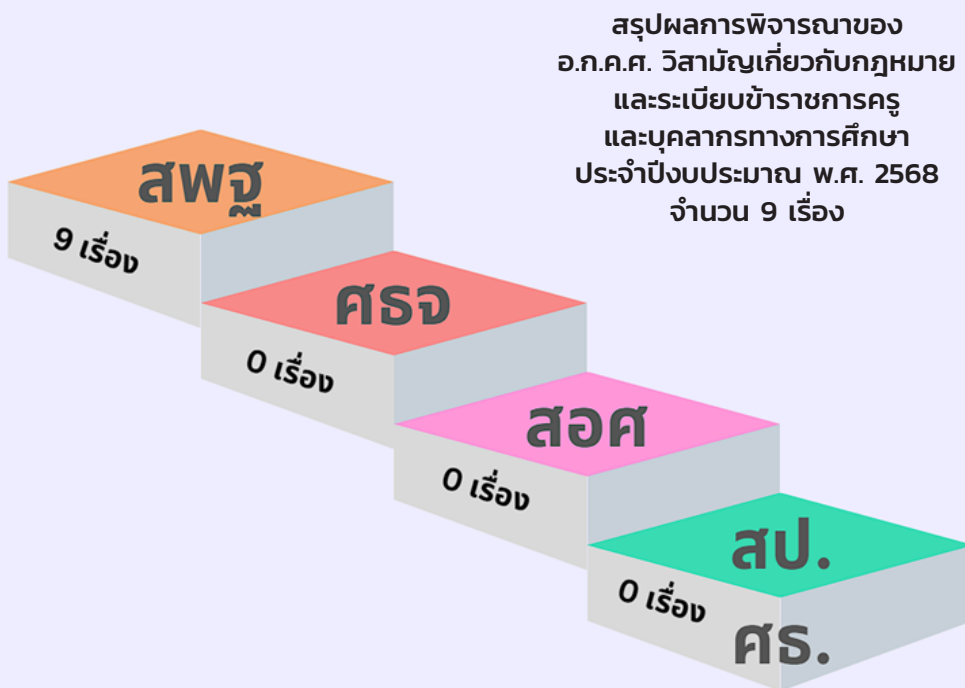 สรุปผลการพิจารณาของ
อ.ก.ค.ศ. วิสามัญเกี่ยวกับกฎหมาย
และระเบียบข้าราชการครู
และบุคลากรทางการศึกษา
ประจำปีงบประมาณ พ.ศ. 2568
จำนวน 9 เรื่อง
สพฐ
9 เรื่อง
ศธจ
0 เรื่อง
สอศ
0 เรื่อง
สป.
0 เรื่อง
ศธ.